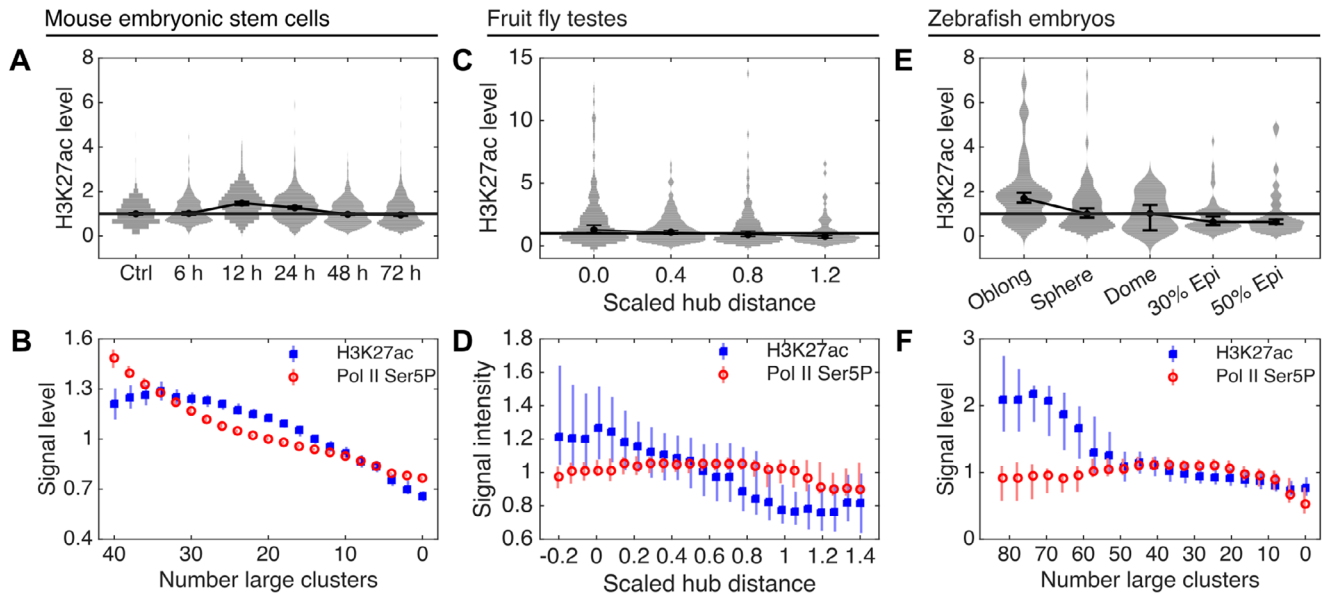 Mouse embryonic stem cells
Fruit fly testes
Zebrafish embryos
A
H3K27ac level
8
6
4
2
0
Ctrl 6 h 12 h 24 h 48 h 72 h
C
H3K27ac level
15
10
5
0
0.0 0.4 0.8 1.2
Scaled hub distance
E
H3K27ac level
8
6
4
2
0
Oblong Sphere Dome 30% Epi 50% Epi
B
Signal level
1.6
1.3
1
0.7
0.4
H3K27ac
Pol II Ser5P
40 30 20 10 0
Number large clusters
D
Signal intensity
1.8
1.6
1.4
1.2
1
0.8
0.6
H3K27ac
Pol II Ser5P
-0.2 0 0.2 0.4 0.6 0.8 1 1.2 1.4
Scaled hub distance
F
Signal level
3
2
1
0
H3K27ac
Pol II Ser5P
80 70 60 50 40 30 20 10 0
Number large clusters